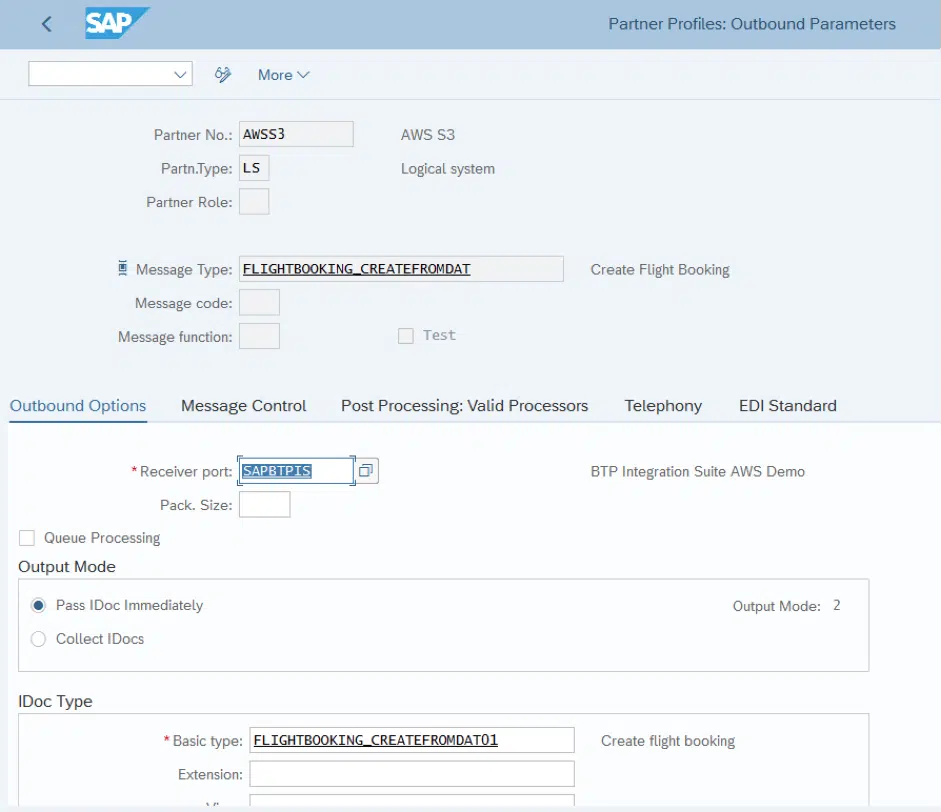 SAP Partner Profiles: Outbound Parameters
More
Partner No.: AWSS3 AWS S3
Partn.Type: LS Logical system
Partner Role:
Message Type: FLIGHTBOOKING_CREATEFROMDAT Create Flight Booking
Message code:
Message function: Test
Outbound Options Message Control Post Processing: Valid Processors Telephony EDI Standard
* Receiver port: SAPBTPIS BTP Integration Suite AWS Demo
Pack. Size:
Queue Processing
Output Mode
Pass IDoc Immediately Output Mode: 2
Collect IDocs
IDoc Type
* Basic type: FLIGHTBOOKING_CREATEFROMDAT01 Create flight booking
Extension: